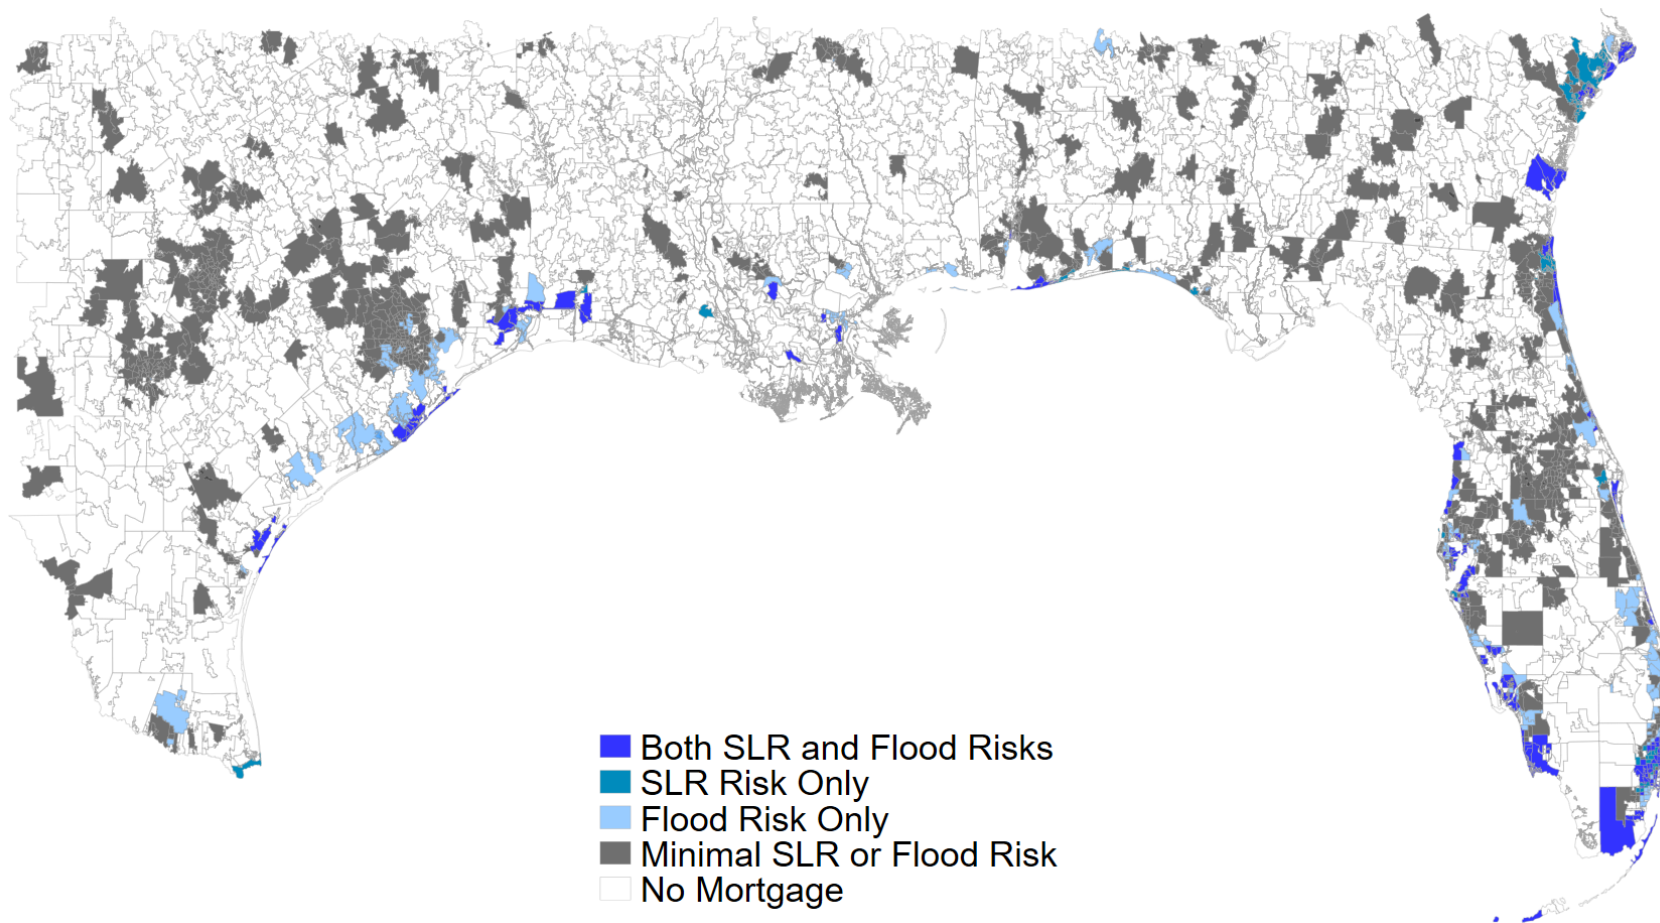 Both SLR and Flood Risks
SLR Risk Only
Flood Risk Only
Minimal SLR or Flood Risk
No Mortgage